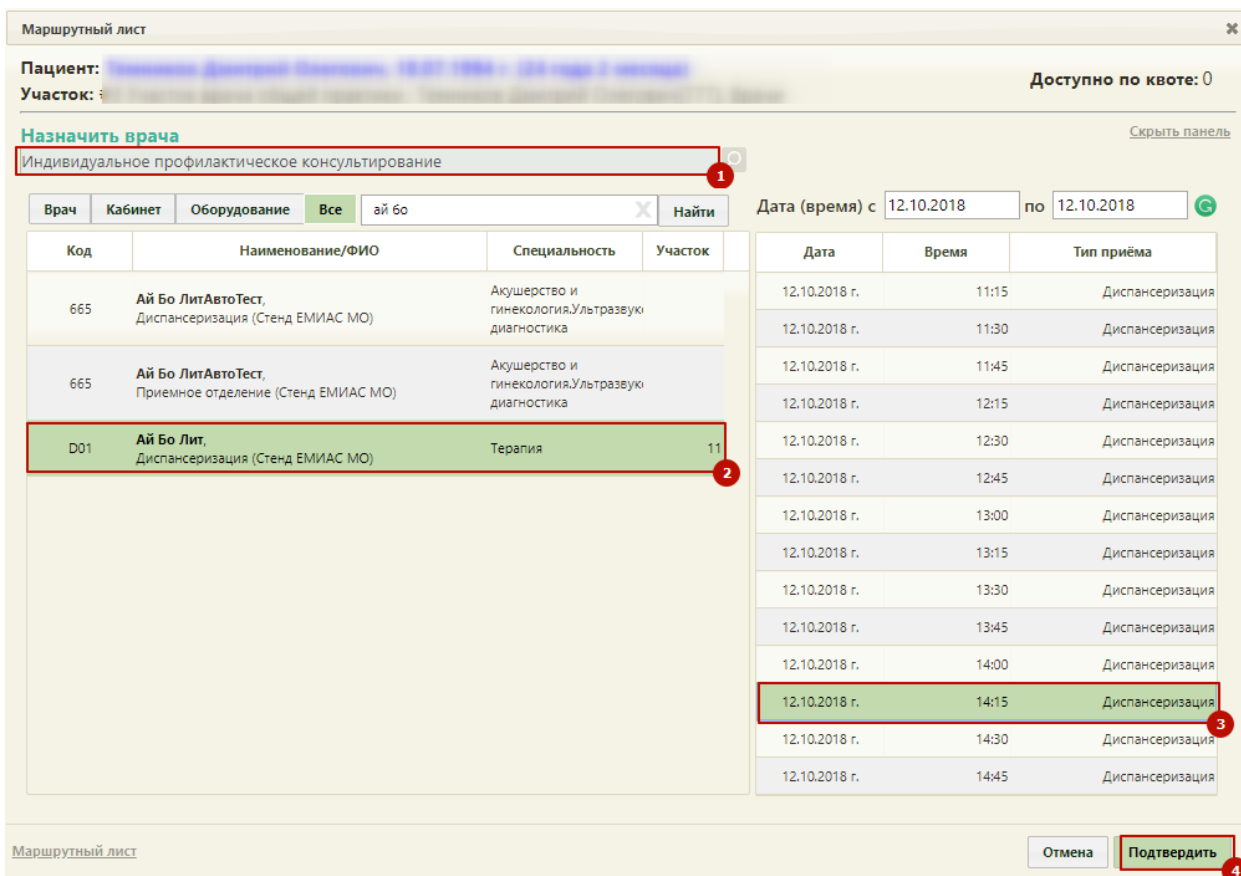 Маршрутный лист
Пациент:
Участок:
Доступно по квоте: 0
Назначить врача
Скрыть панель
Индивидуальное профилактическое консультирование
1
Врач Кабинет Оборудование Все ай бо X Найти
Дата (время) с 12.10.2018 по 12.10.2018
Код Наименование/ФИО Специальность Участок
665 Ай Бо ЛитАвтоТест,
Диспансеризация (Стенд ЕМИАС МО)
Акушерство и
гинекология.Ультразвуко
диагностика
665 Ай Бо ЛитАвтоТест,
Приемное отделение (Стенд ЕМИАС МО)
Акушерство и
гинекология.Ультразвуко
диагностика
D01 Ай Бо Лит,
Диспансеризация (Стенд ЕМИАС МО)
Терапия 11
2
Дата Время Тип приёма
12.10.2018 г. 11:15 Диспансеризация
12.10.2018 г. 11:30 Диспансеризация
12.10.2018 г. 11:45 Диспансеризация
12.10.2018 г. 12:15 Диспансеризация
12.10.2018 г. 12:30 Диспансеризация
12.10.2018 г. 12:45 Диспансеризация
12.10.2018 г. 13:00 Диспансеризация
12.10.2018 г. 13:15 Диспансеризация
12.10.2018 г. 13:30 Диспансеризация
12.10.2018 г. 13:45 Диспансеризация
12.10.2018 г. 14:00 Диспансеризация
12.10.2018 г. 14:15 Диспансеризация
3
12.10.2018 г. 14:30 Диспансеризация
12.10.2018 г. 14:45 Диспансеризация
Маршрутный лист
Отмена Подтвердить
4